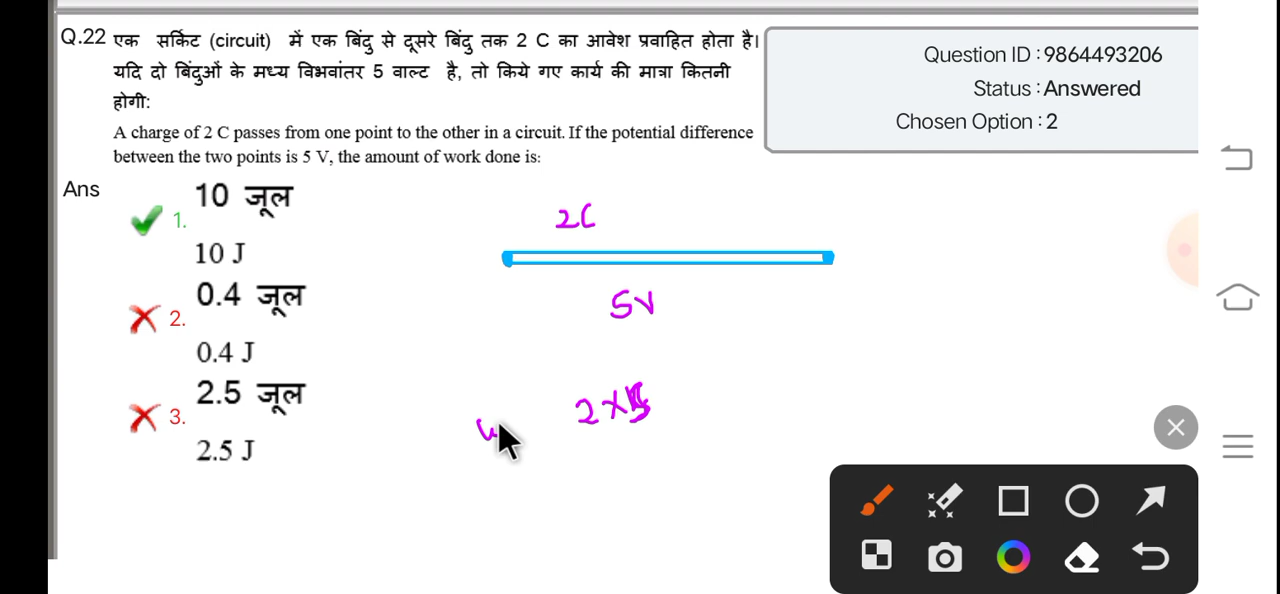 Q.22 एक सर्किट (circuit) में एक बिंदु से दूसरे बिंदु तक 2 C का आवेश प्रवाहित होता है।
यदि दो बिंदुओं के मध्य विभवांतर 5 वाल्ट है, तो किये गए कार्य की मात्रा कितनी
होगी:
A charge of 2 C passes from one point to the other in a circuit. If the potential difference
between the two points is 5 V, the amount of work done is:
Question ID : 9864493206
Status : Answered
Chosen Option : 2
Ans
1. 10 जूल
10 J
2. 0.4 जूल
0.4 J
3. 2.5 जूल
2.5 J
2C
5V
2×5